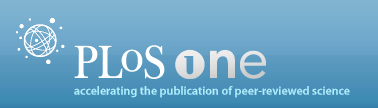 PLoS one
accelerating the publication of peer-reviewed science